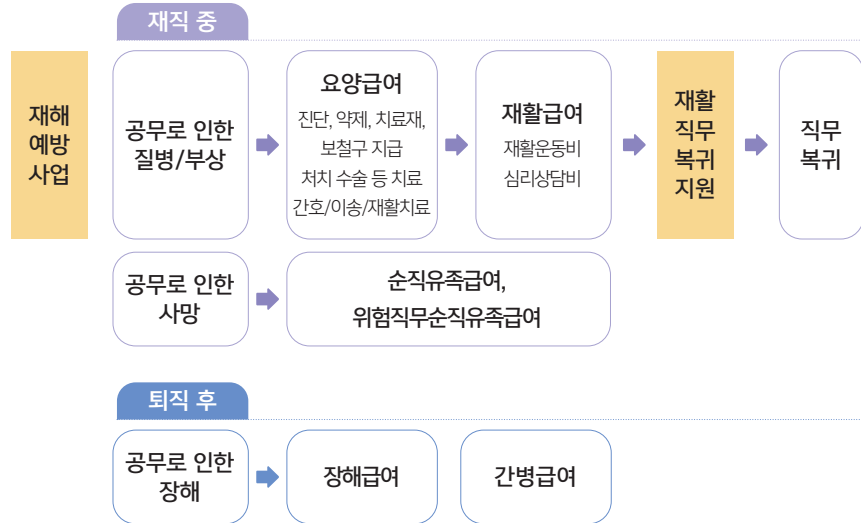 재직 중
재해
예방
사업
공무로 인한
질병/부상
요양급여
진단, 약제, 치료재,
보철구 지급
처치 수술 등 치료
간호/이송/재활치료
재활급여
재활운동비
심리상담비
재활
직무
복귀
지원
직무
복귀
공무로 인한
사망
순직유족급여,
위험직무순직유족급여
퇴직 후
공무로 인한
장해
장해급여
간병급여